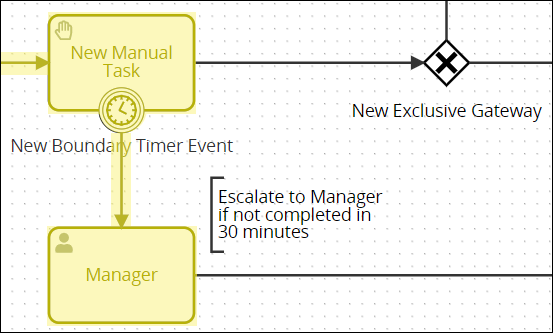 New Manual
Task
New Exclusive Gateway
New Boundary Timer Event
Escalate to Manager
if not completed in
30 minutes
Manager